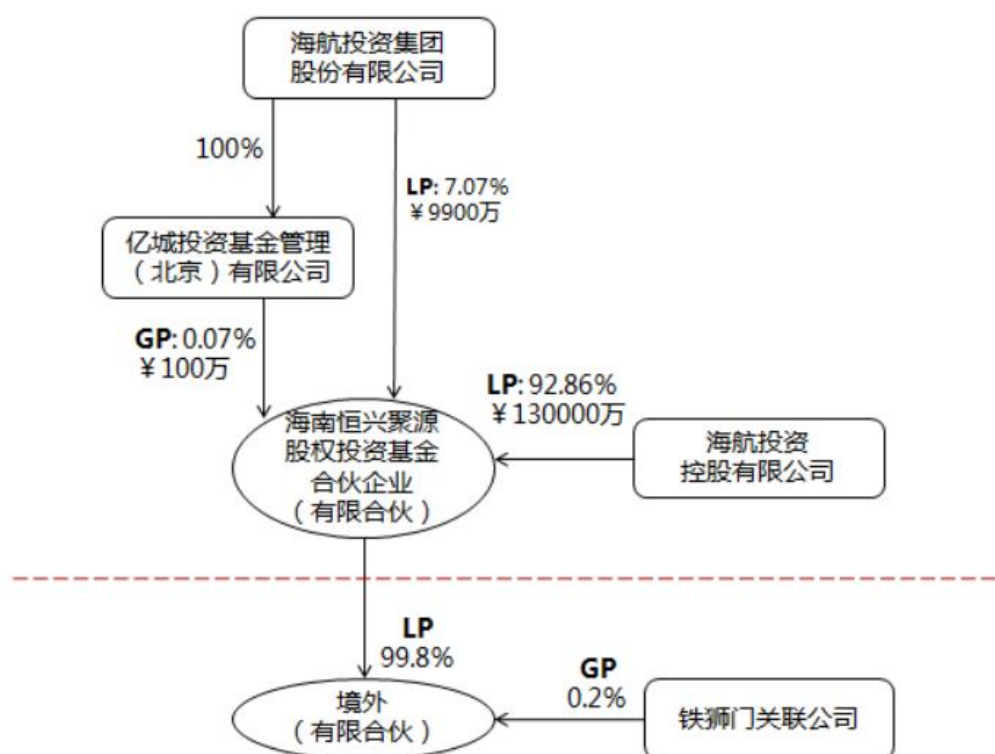 海航投资集团
股份有限公司
100%
LP: 7.07%
￥9900万
亿城投资基金管理
（北京）有限公司
GP: 0.07%
￥100万
LP: 92.86%
￥130000万
海南恒兴聚源
股权投资基金
合伙企业
（有限合伙）
海航投资
控股有限公司
LP
99.8%
GP
0.2%
境外
（有限合伙）
铁狮门关联公司